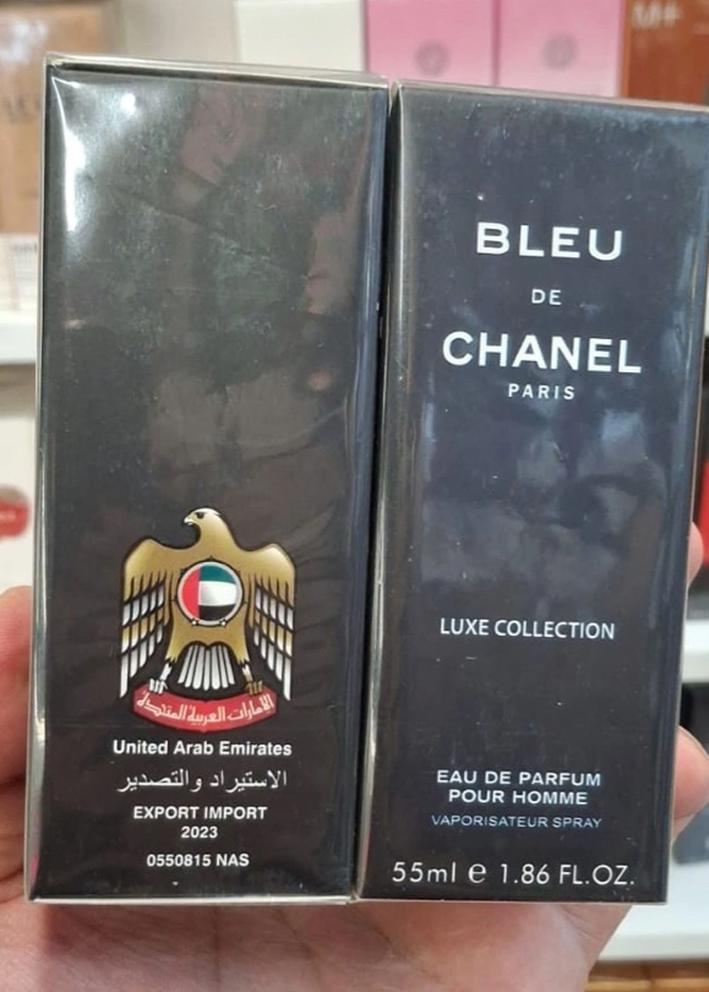 الامارات العربية المتحدة
United Arab Emirates
الاستيراد والتصدير
EXPORT IMPORT
2023
0550815 NAS
BLEU
DE
CHANEL
PARIS
LUXE COLLECTION
EAU DE PARFUM
POUR HOMME
VAPORISATEUR SPRAY
55ml e 1.86 FL.OZ.